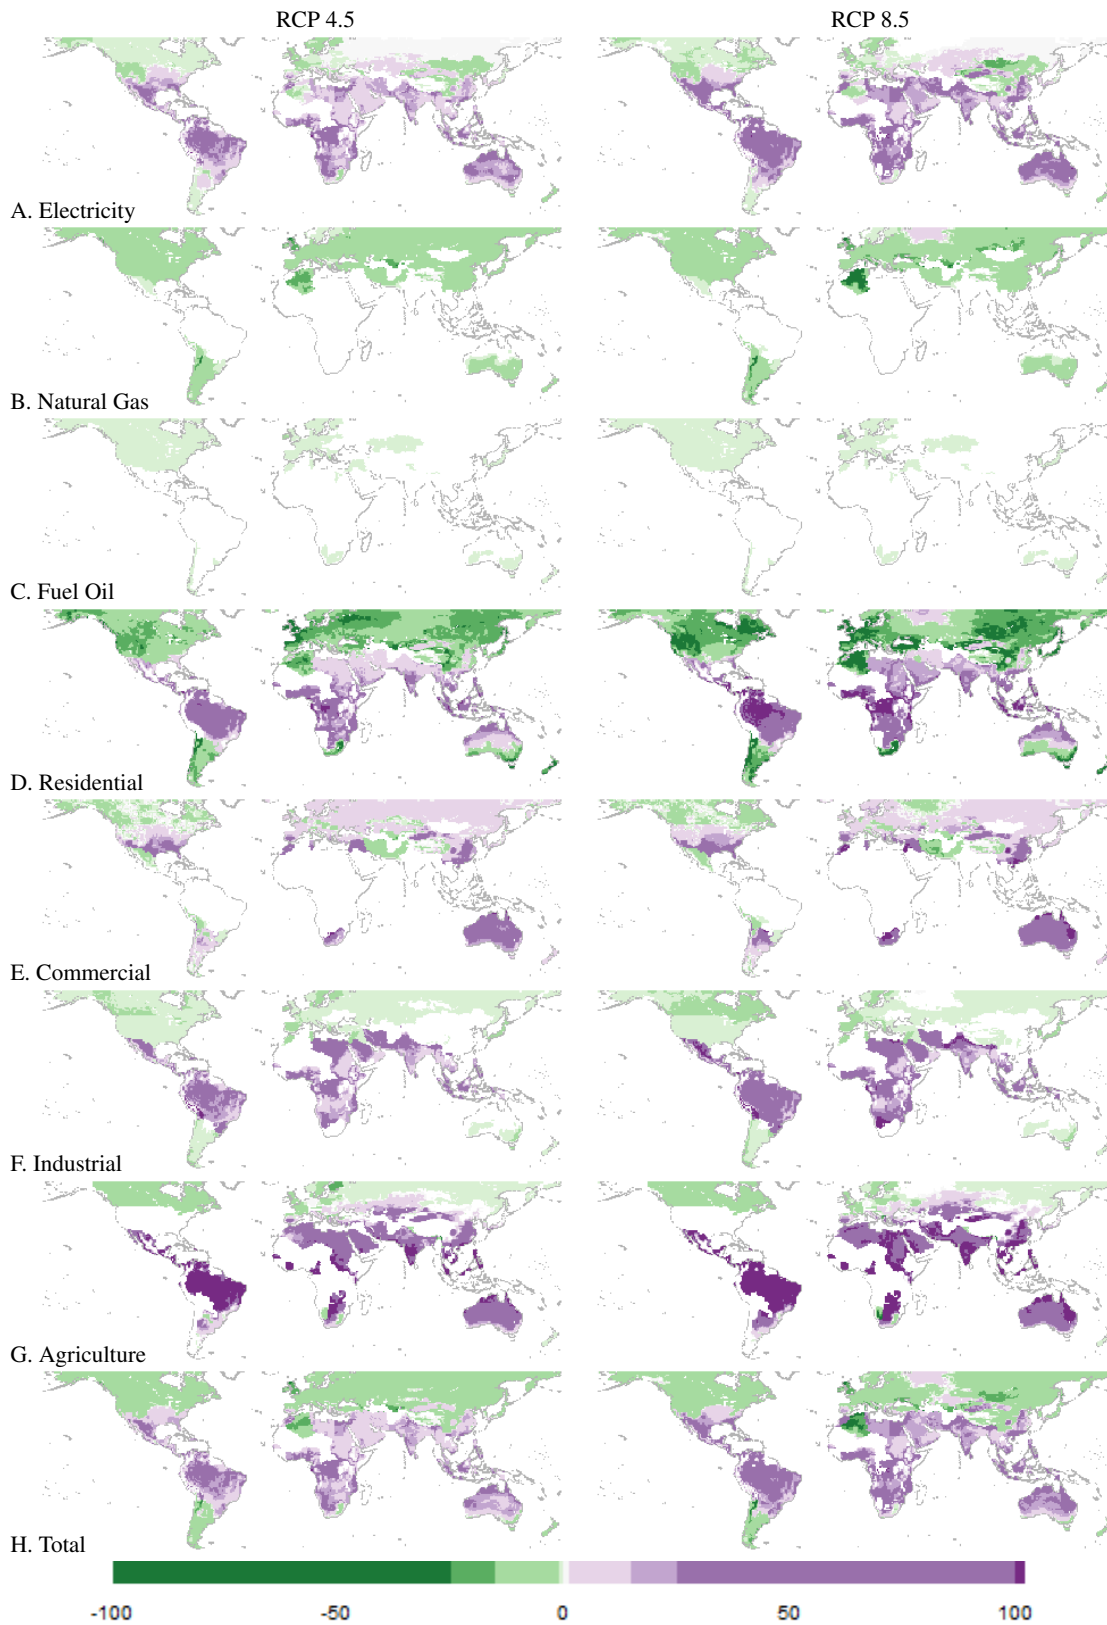 RCP 4.5 RCP 8.5
A. Electricity
B. Natural Gas
C. Fuel Oil
D. Residential
E. Commercial
F. Industrial
G. Agriculture
H. Total
-100 -50 0 50 100